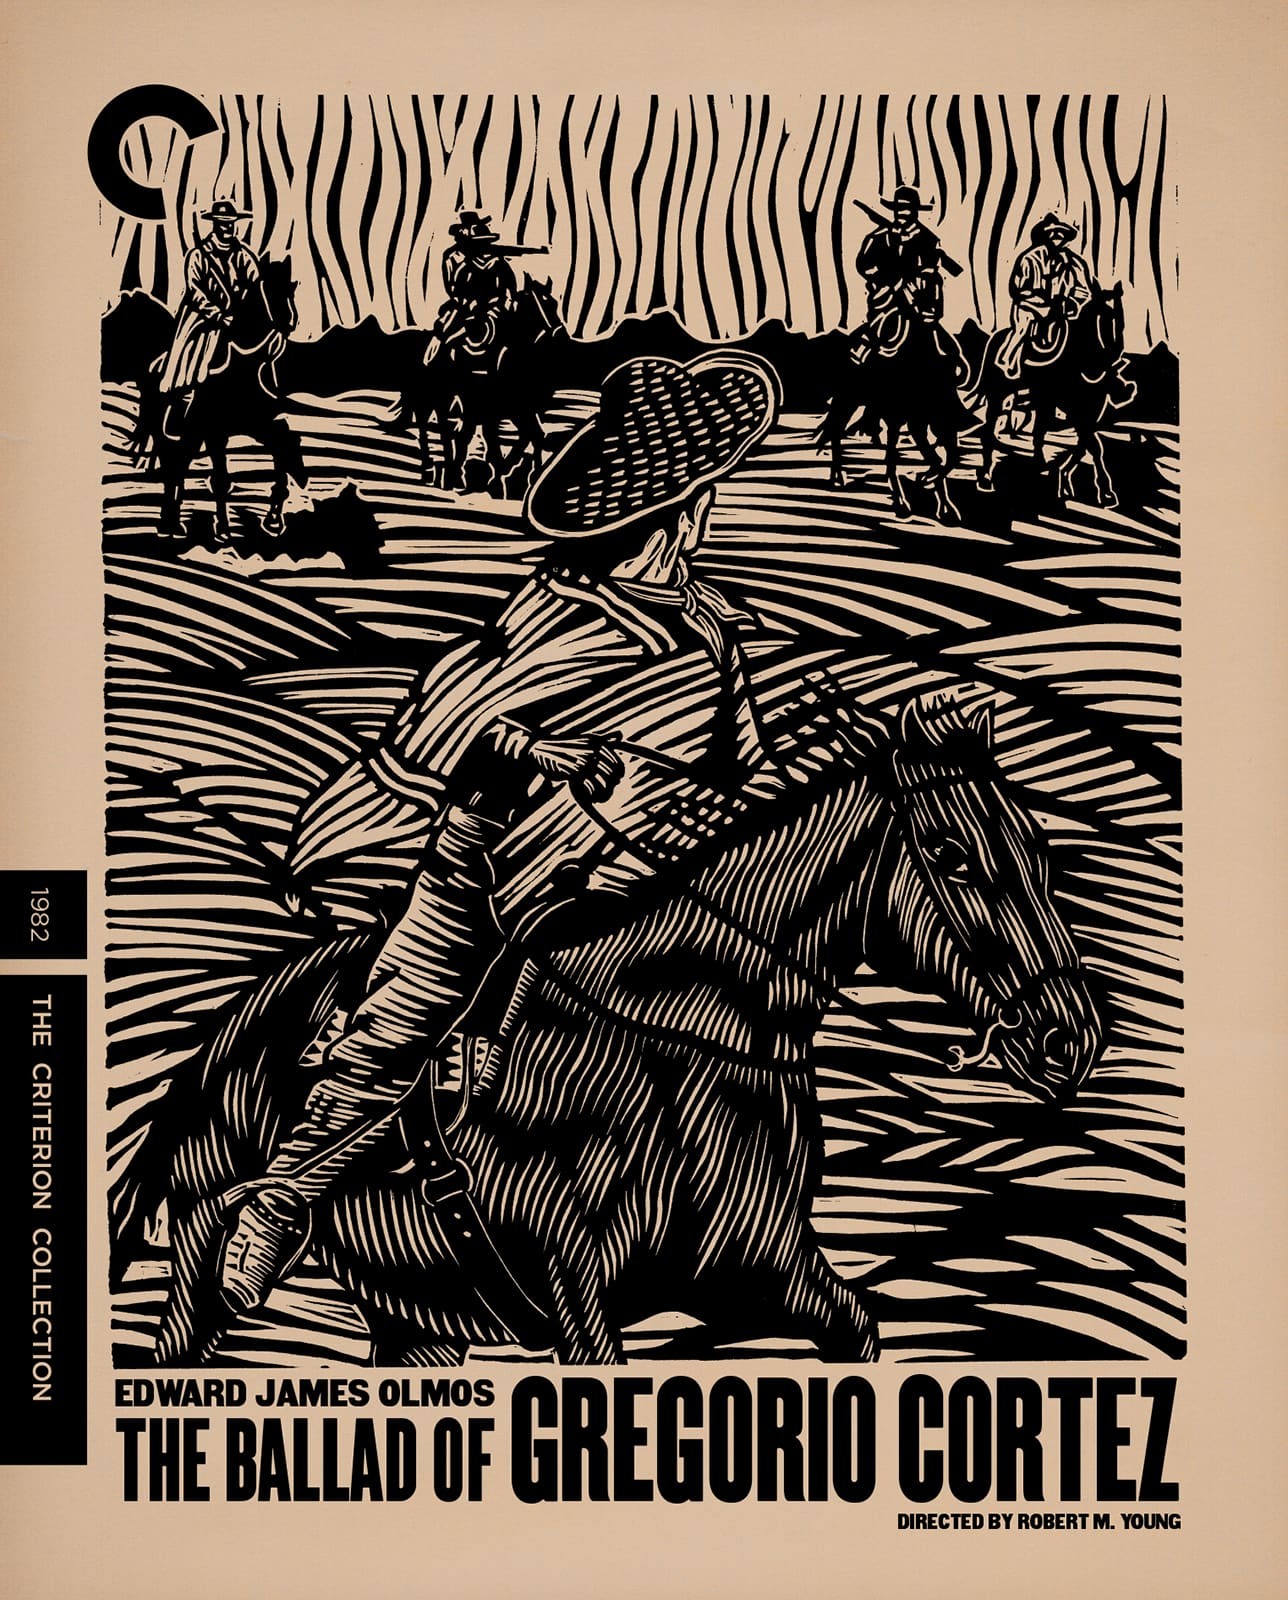 1982
THE CRITERION COLLECTION
EDWARD JAMES OLMOS
THE BALLAD OF GREGORIO CORTEZ
DIRECTED BY ROBERT M. YOUNG